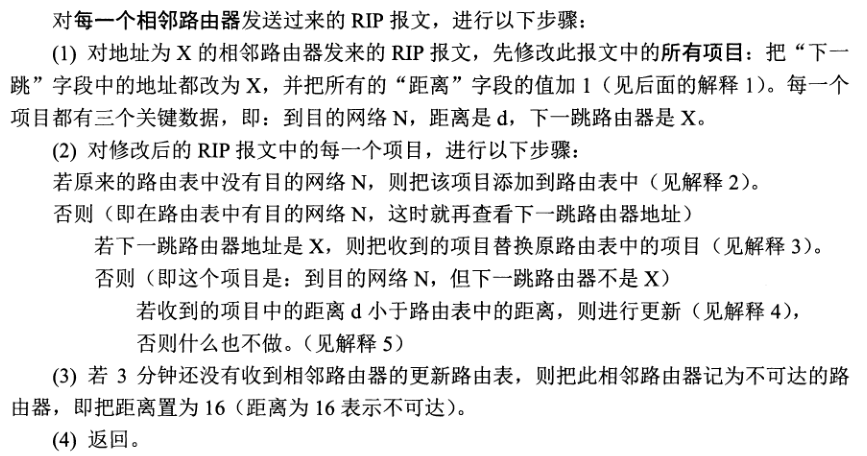 对每一个相邻路由器发送过来的 RIP 报文，进行以下步骤：
(1) 对地址为 X 的相邻路由器发来的 RIP 报文，先修改此报文中的所有项目：把“下一
跳”字段中的地址都改为 X，并把所有的“距离”字段的值加 1（见后面的解释 1）。每一个
项目都有三个关键数据，即：到目的网络 N，距离是 d，下一跳路由器是 X。
(2) 对修改后的 RIP 报文中的每一个项目，进行以下步骤：
若原来的路由表中没有目的网络 N，则把该项目添加到路由表中（见解释 2）。
否则（即在路由表中有目的网络 N，这时就再查看下一跳路由器地址）
若下一跳路由器地址是 X，则把收到的项目替换原路由表中的项目（见解释 3）。
否则（即这个项目是：到目的网络 N，但下一跳路由器不是 X）
若收到的项目中的距离 d 小于路由表中的距离，则进行更新（见解释 4），
否则什么也不做。（见解释 5）
(3) 若 3 分钟还没有收到相邻路由器的更新路由表，则把此相邻路由器记为不可达的路
由器，即把距离置为 16（距离为 16 表示不可达）。
(4) 返回。